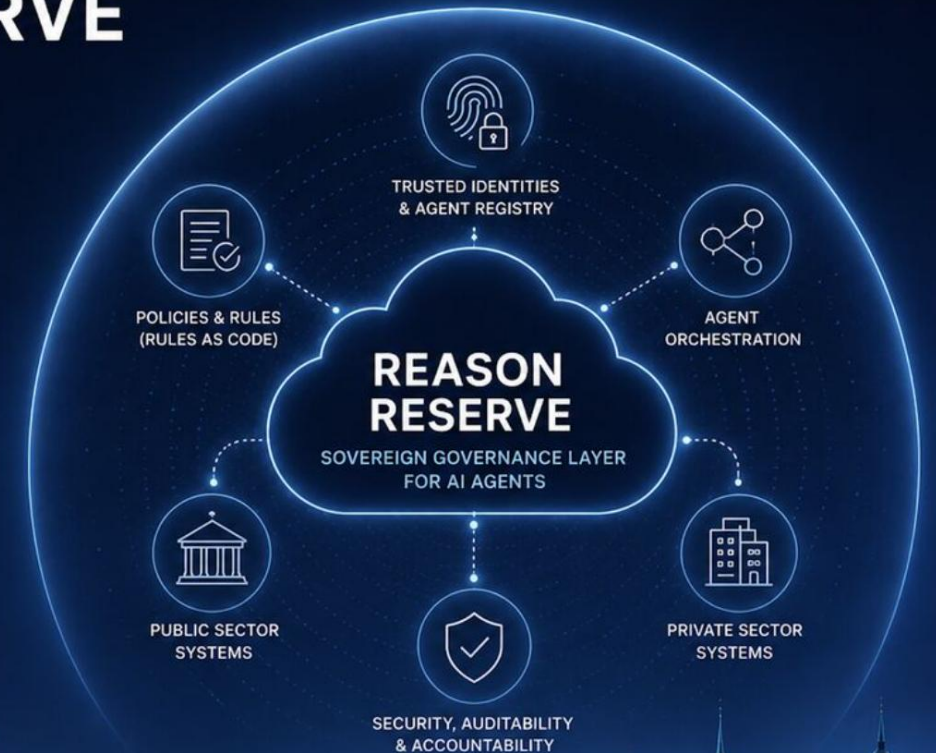 RVE
TRUSTED IDENTITIES
& AGENT REGISTRY
POLICIES & RULES
(RULES AS CODE)
AGENT
ORCHESTRATION
REASON
RESERVE
SOVEREIGN GOVERNANCE LAYER
FOR AI AGENTS
PUBLIC SECTOR
SYSTEMS
PRIVATE SECTOR
SYSTEMS
SECURITY, AUDITABILITY
& ACCOUNTABILITY